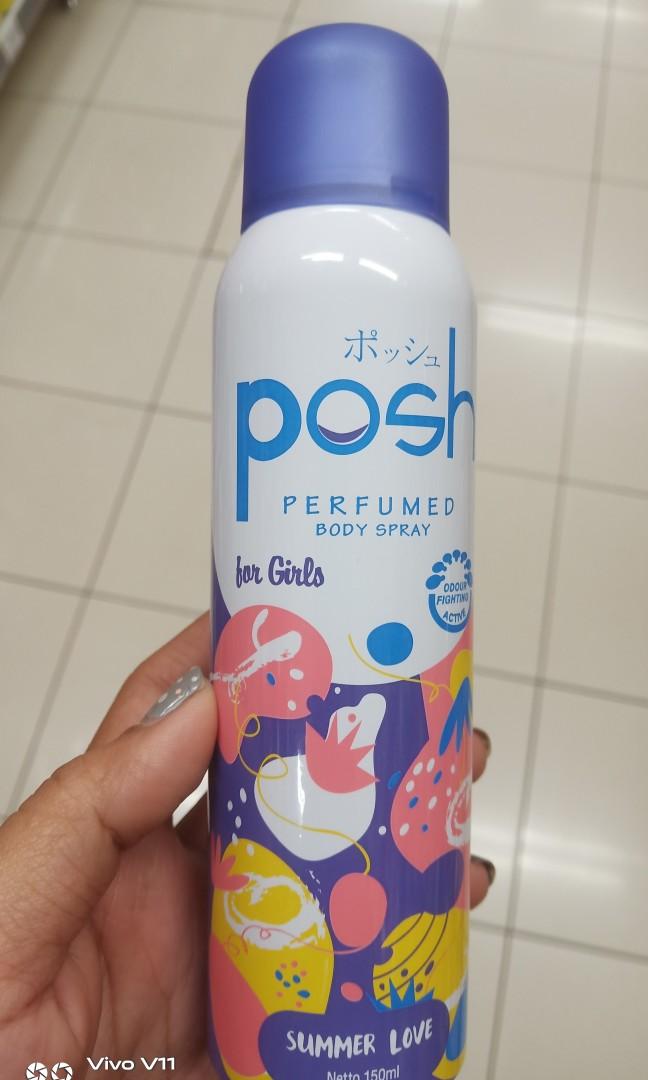 ポッシュ
posh
PERFUMED
BODY SPRAY
for Girls
ODOUR
FIGHTING
ACTIVE
SUMMER LOVE
Netto 150ml
Vivo V11